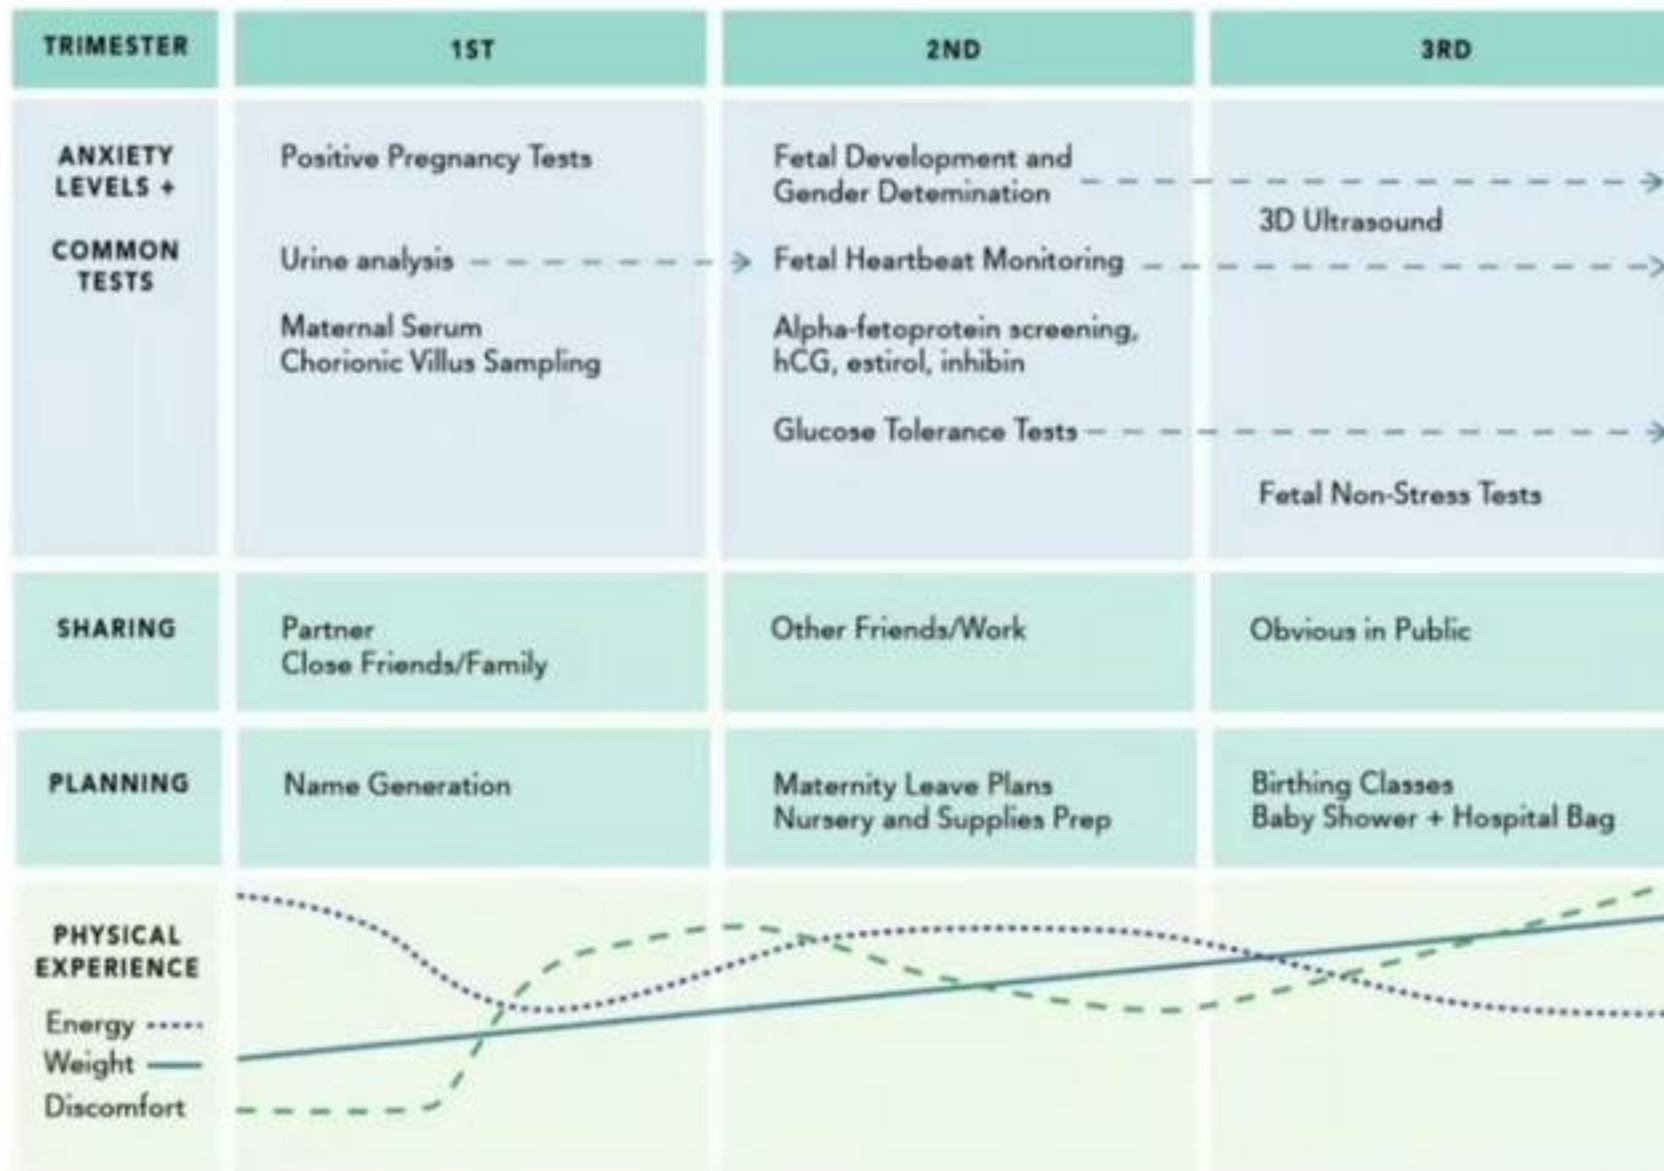 TRIMESTER
1ST
2ND
3RD
ANXIETY
LEVELS +
COMMON
TESTS
Positive Pregnancy Tests
Urine analysis
Maternal Serum
Chorionic Villus Sampling
Fetal Development and
Gender Detemination
Fetal Heartbeat Monitoring
Alpha-fetoprotein screening,
hCG, estirol, inhibin
Glucose Tolerance Tests
3D Ultrasound
Fetal Non-Stress Tests
SHARING
Partner
Close Friends/Family
Other Friends/Work
Obvious in Public
PLANNING
Name Generation
Maternity Leave Plans
Nursery and Supplies Prep
Birthing Classes
Baby Shower + Hospital Bag
PHYSICAL
EXPERIENCE
Energy
Weight
Discomfort